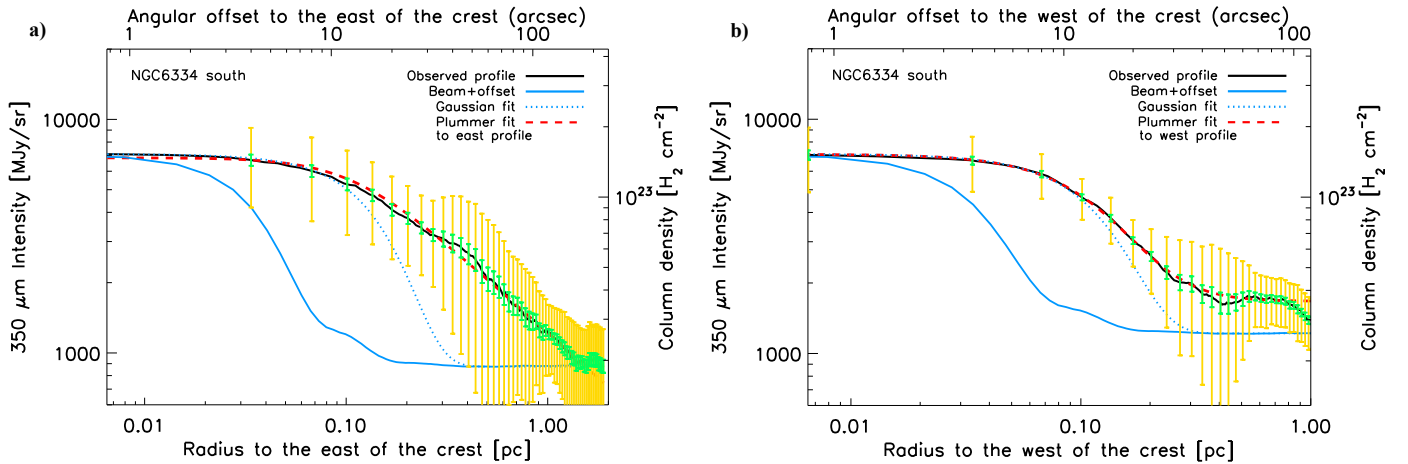 Angular offset to the east of the crest (arcsec)
a)
1 10 100
NGC6334 south
Observed profile
Beam+offset
Gaussian fit
Plummer fit
to east profile
10000
1000
350 μm Intensity [MJy/sr]
10^23
Column density [H_2 cm^-2]
0.01 0.10 1.00
Radius to the east of the crest [pc]
Angular offset to the west of the crest (arcsec)
b)
1 10 100
NGC6334 south
Observed profile
Beam+offset
Gaussian fit
Plummer fit
to west profile
10000
1000
350 μm Intensity [MJy/sr]
10^23
Column density [H_2 cm^-2]
0.01 0.10 1.00
Radius to the west of the crest [pc]